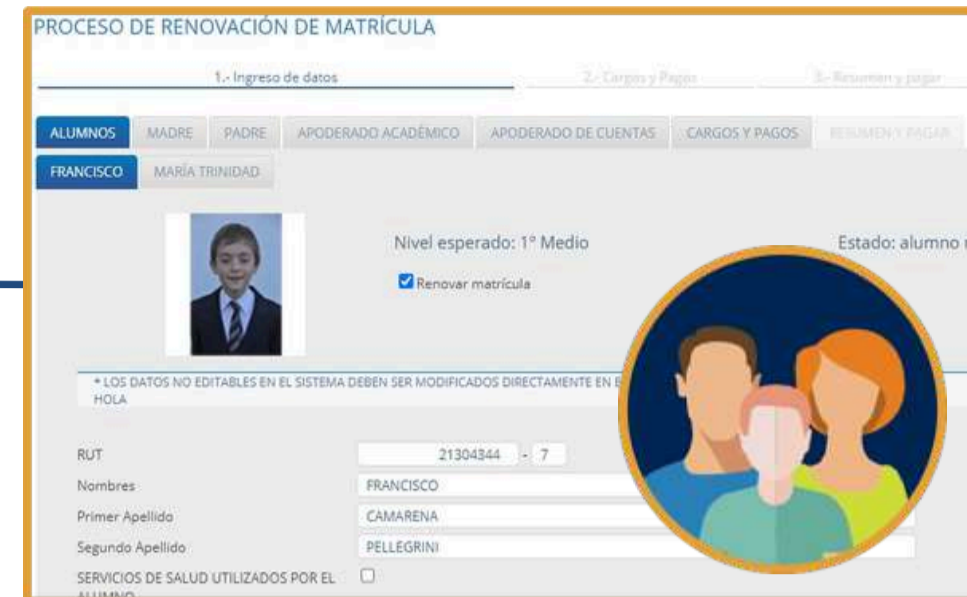 PROCESO DE RENOVACIÓN DE MATRÍCULA
1.- Ingreso de datos 2.- Cargos y Pagos 3.- Resumen y pagar
ALUMNOS MADRE PADRE APODERADO ACADÉMICO APODERADO DE CUENTAS CARGOS Y PAGOS RESUMEN Y PAGAR
FRANCISCO MARÍA TRINIDAD
Nivel esperado: 1° Medio Estado: alumno
Renovar matrícula
* LOS DATOS NO EDITABLES EN EL SISTEMA DEBEN SER MODIFICADOS DIRECTAMENTE EN
HOLA
RUT 21304344 - 7
Nombres FRANCISCO
Primer Apellido CAMARENA
Segundo Apellido PELLEGRINI
SERVICIOS DE SALUD UTILIZADOS POR EL
ALUMNO